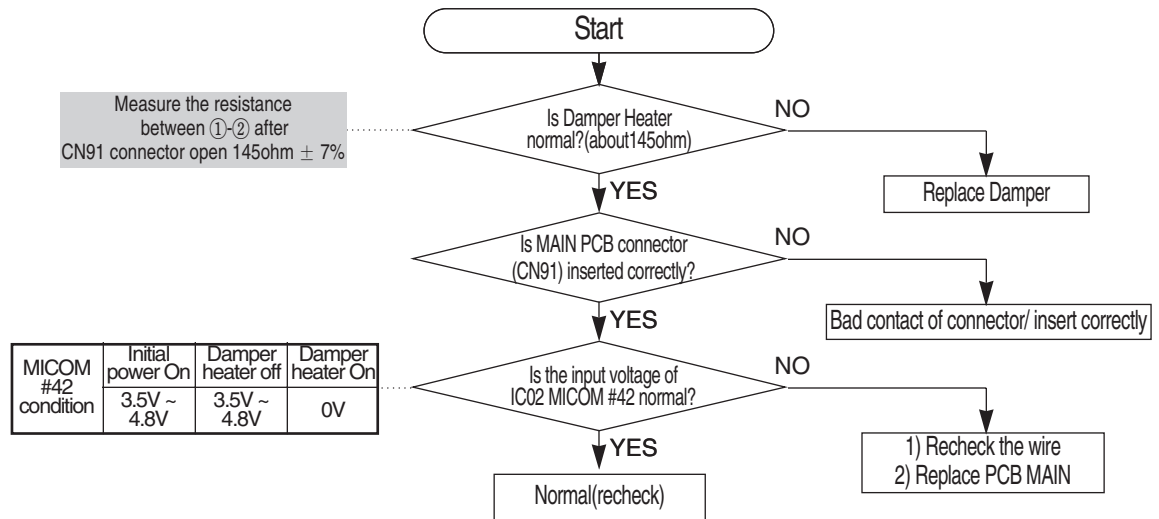 Start
Measure the resistance
between ①-② after
CN91 connector open 145ohm ± 7%
Is Damper Heater
normal?(about145ohm)
NO
Replace Damper
YES
Is MAIN PCB connector
(CN91) inserted correctly?
NO
Bad contact of connector/ insert correctly
YES
MICOM
#42
condition
Initial
power On
Damper
heater off
Damper
heater On
3.5V ~
4.8V
3.5V ~
4.8V
0V
Is the input voltage of
IC02 MICOM #42 normal?
NO
1) Recheck the wire
2) Replace PCB MAIN
YES
Normal(recheck)